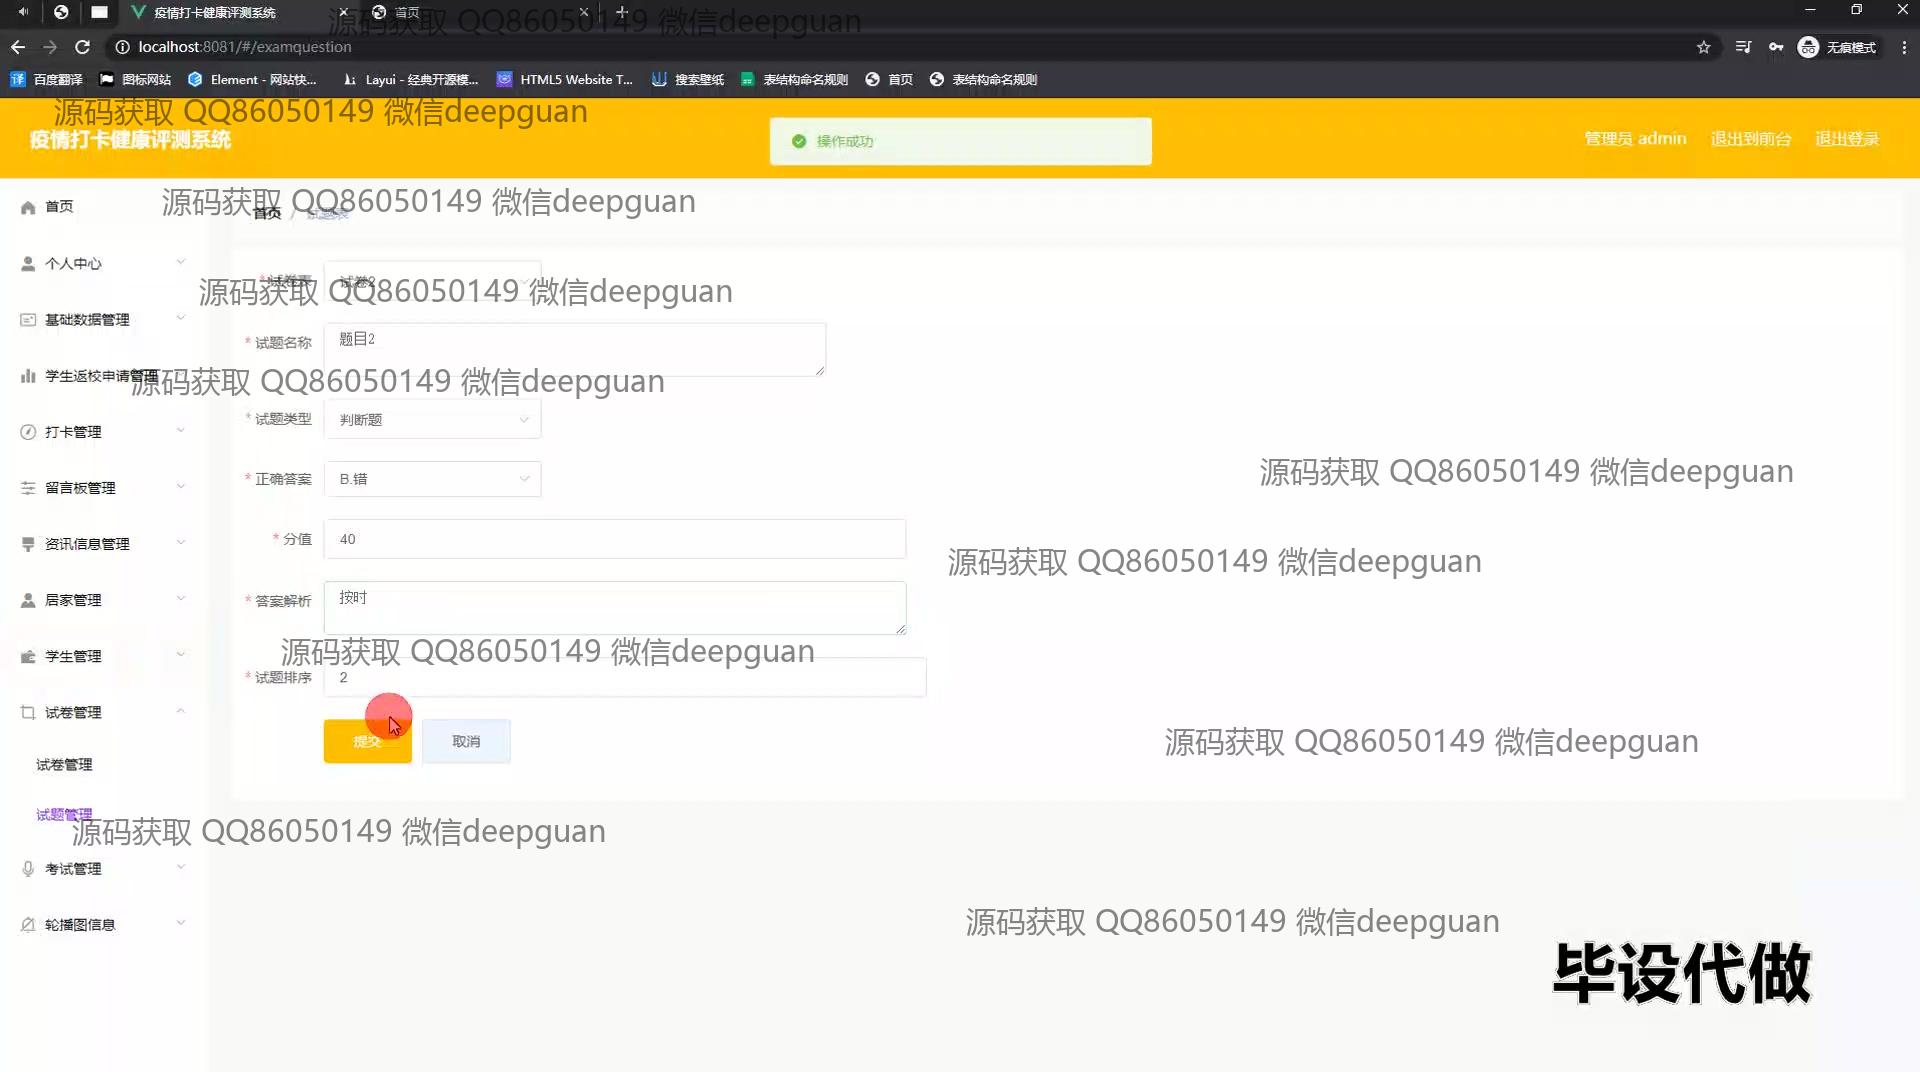 疫情打卡健康评测系统
首页
源码获取 QQ86050149 微信deepguan
localhost:8081/#/examquestion
无痕模式
百度翻译
图标网站
Element - 网站快...
Layui - 经典开源模...
HTML5 Website T...
搜索壁纸
表结构命名规则
首页
表结构命名规则
源码获取 QQ86050149 微信deepguan
疫情打卡健康评测系统
操作成功
管理员 admin
退出到前台
退出登录
源码获取 QQ86050149 微信deepguan
首页 / 试题表
首页
个人中心
基础数据管理
学生返校申请管理
打卡管理
留言板管理
资讯信息管理
居家管理
学生管理
试卷管理
试卷管理
试题管理
考试管理
轮播图信息
* 试卷表 试卷2
源码获取 QQ86050149 微信deepguan
* 试题名称 题目2
源码获取 QQ86050149 微信deepguan
* 试题类型 判断题
源码获取 QQ86050149 微信deepguan
* 正确答案 B.错
* 分值 40
源码获取 QQ86050149 微信deepguan
* 答案解析 按时
源码获取 QQ86050149 微信deepguan
* 试题排序 2
提交
取消
源码获取 QQ86050149 微信deepguan
源码获取 QQ86050149 微信deepguan
源码获取 QQ86050149 微信deepguan
毕设代做